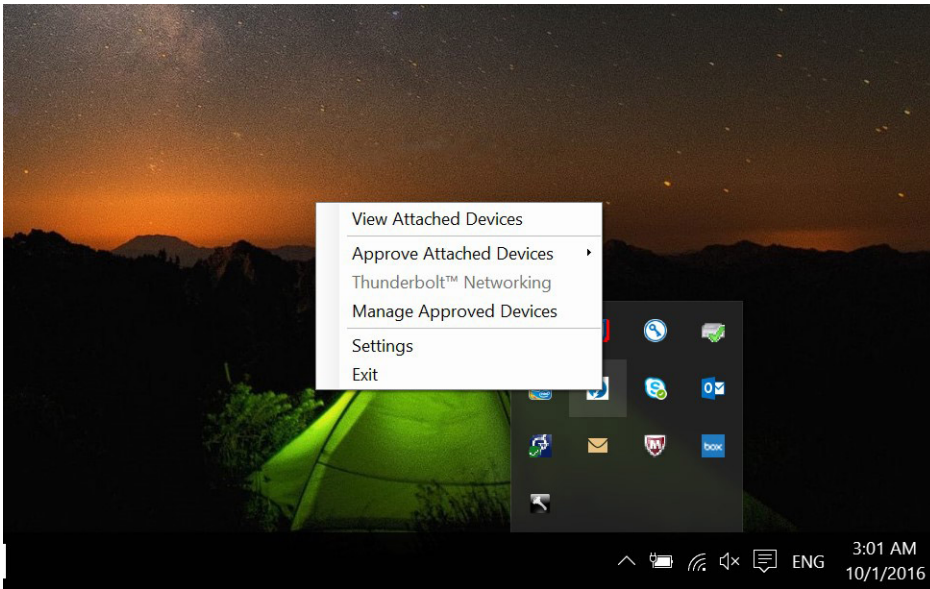 View Attached Devices
Approve Attached Devices
Thunderbolt™ Networking
Manage Approved Devices
Settings
Exit
box
ENG
3:01 AM
10/1/2016